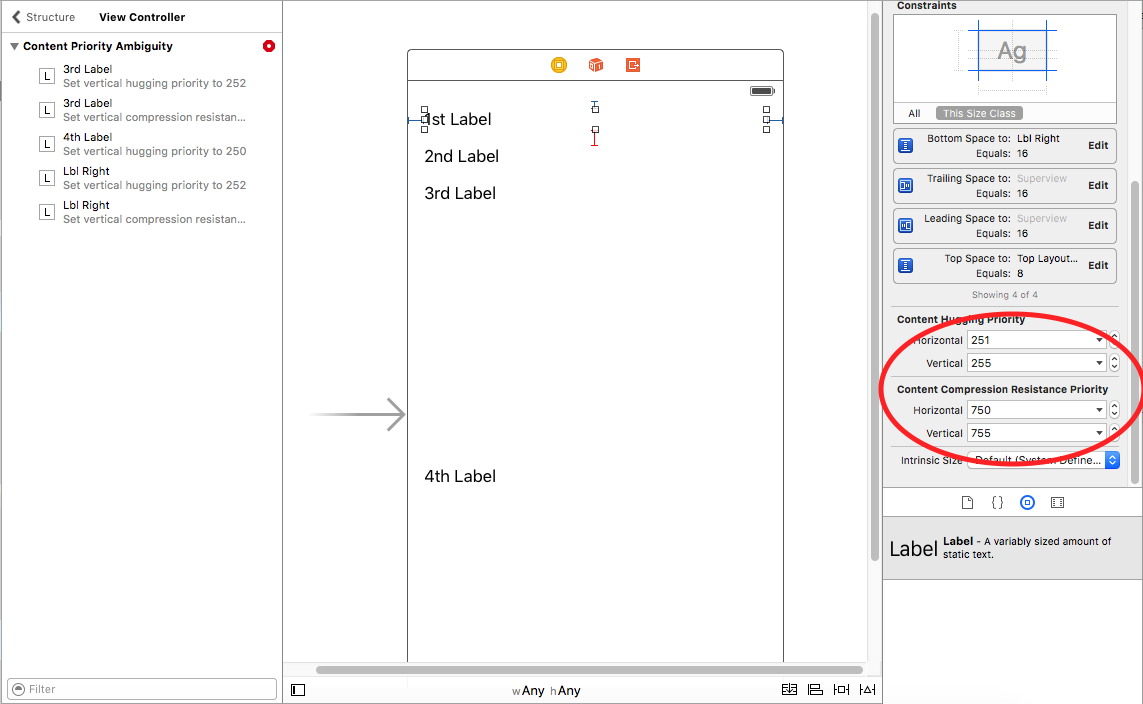 Structure
View Controller
Content Priority Ambiguity
L
3rd Label
Set vertical hugging priority to 252
L
3rd Label
Set vertical compression resistan...
L
4th Label
Set vertical hugging priority to 250
L
Lbl Right
Set vertical hugging priority to 252
L
Lbl Right
Set vertical compression resistan...
Filter
1st Label
2nd Label
3rd Label
4th Label
wAny hAny
Constraints
Ag
All This Size Class
Bottom Space to: Lbl Right
Equals: 16
Edit
Trailing Space to: Superview
Equals: 16
Edit
Leading Space to: Superview
Equals: 16
Edit
Top Space to: Top Layout...
Equals: 8
Edit
Showing 4 of 4
Content Hugging Priority
Horizontal 251
Vertical 255
Content Compression Resistance Priority
Horizontal 750
Vertical 755
Intrinsic Size Default (System Define...
{}
Label
Label - A variably sized amount of
static text.